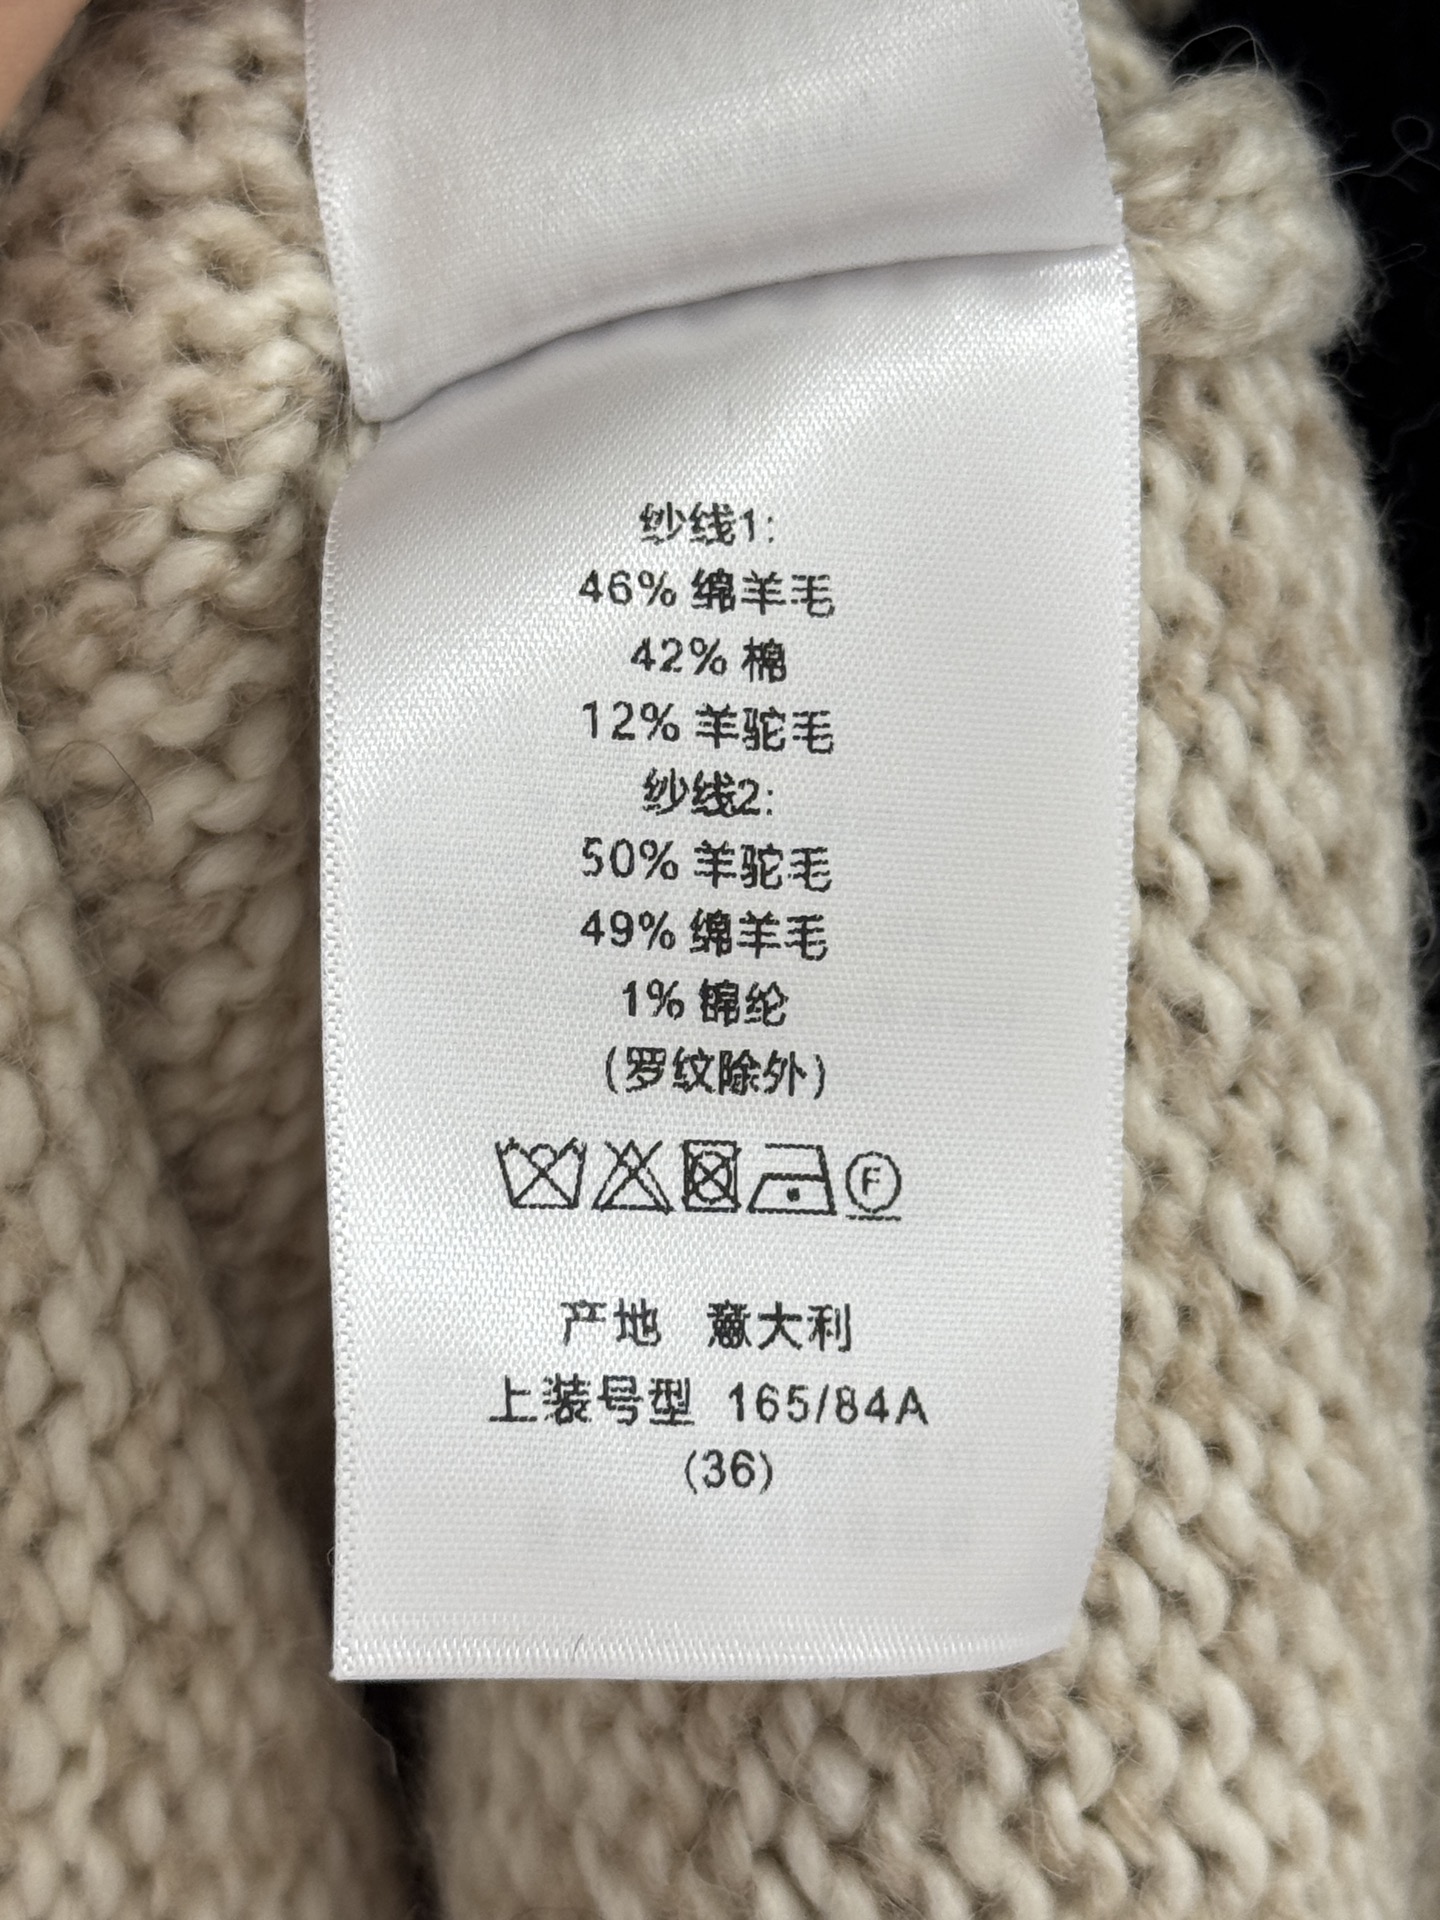 纱线1:
46% 绵羊毛
42% 棉
12% 羊驼毛
纱线2:
50% 羊驼毛
49% 绵羊毛
1% 锦纶
(罗纹除外)
F
产地 意大利
上装号型 165/84A
(36)